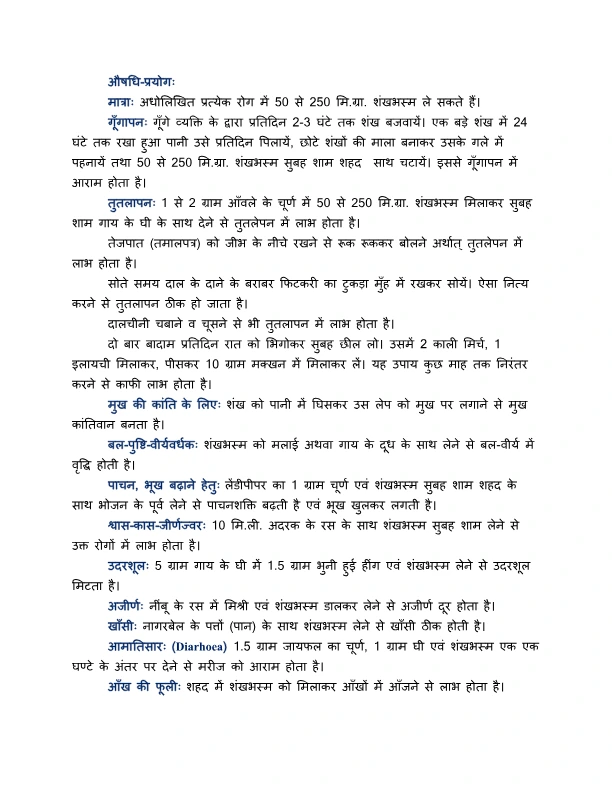 औषधि-प्रयोगः
मात्राः अधोलिखित प्रत्येक रोग में 50 से 250 मि.ग्रा. शंखभस्म ले सकते हैं।
गूँगापनः गूँगे व्यक्ति के द्वारा प्रतिदिन 2-3 घंटे तक शंख बजवायें। एक बड़े शंख में 24
घंटे तक रखा हुआ पानी उसे प्रतिदिन पिलायें, छोटे शंखों की माला बनाकर उसके गले में
पहनायें तथा 50 से 250 मि.ग्रा. शंखभस्म सुबह शाम शहद साथ चटायें। इससे गूँगापन में
आराम होता है।
तुतलापनः 1 से 2 ग्राम आँवले के चूर्ण में 50 से 250 मि.ग्रा. शंखभस्म मिलाकर सुबह
शाम गाय के घी के साथ देने से तुतलेपन में लाभ होता है।
तेजपात (तमालपत्र) को जीभ के नीचे रखने से रूक रूककर बोलने अर्थात् तुतलेपन में
लाभ होता है।
सोते समय दाल के दाने के बराबर फिटकरी का टुकड़ा मुँह में रखकर सोयें। ऐसा नित्य
करने से तुतलापन ठीक हो जाता है।
दालचीनी चबाने व चूसने से भी तुतलापन में लाभ होता है।
दो बार बादाम प्रतिदिन रात को भिगोकर सुबह छील लो। उसमें 2 काली मिर्च, 1
इलायची मिलाकर, पीसकर 10 ग्राम मक्खन में मिलाकर लें। यह उपाय कुछ माह तक निरंतर
करने से काफी लाभ होता है।
मुख की कांति के लिएः शंख को पानी में घिसकर उस लेप को मुख पर लगाने से मुख
कांतिवान बनता है।
बल-पुष्टि-वीर्यवर्धकः शंखभस्म को मलाई अथवा गाय के दूध के साथ लेने से बल-वीर्य में
वृद्धि होती है।
पाचन, भूख बढ़ाने हेतुः लेंडीपीपर का 1 ग्राम चूर्ण एवं शंखभस्म सुबह शाम शहद के
साथ भोजन के पूर्व लेने से पाचनशक्ति बढ़ती है एवं भूख खुलकर लगती है।
श्वास-कास-जीर्णज्वरः 10 मि.ली. अदरक के रस के साथ शंखभस्म सुबह शाम लेने से
उक्त रोगों में लाभ होता है।
उदरशूलः 5 ग्राम गाय के घी में 1.5 ग्राम भुनी हुई हींग एवं शंखभस्म लेने से उदरशूल
मिटता है।
अजीर्णः नींबू के रस में मिश्री एवं शंखभस्म डालकर लेने से अजीर्ण दूर होता है।
खाँसीः नागरबेल के पत्तों (पान) के साथ शंखभस्म लेने से खाँसी ठीक होती है।
आमातिसारः (Diarhoea) 1.5 ग्राम जायफल का चूर्ण, 1 ग्राम घी एवं शंखभस्म एक एक
घण्टे के अंतर पर देने से मरीज को आराम होता है।
आँख की फूलीः शहद में शंखभस्म को मिलाकर आँखों में आँजने से लाभ होता है।